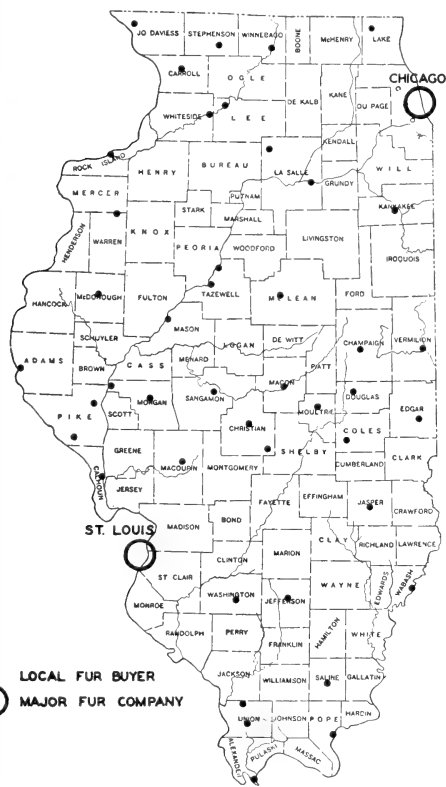 JO DAVIESS STEPHENSON WINNEBAGO BOONE McHENRY LAKE
CARROLL OGLE CHICAGO
DE KALB KANE DU PAGE
WHITESIDE LEE
KENDALL WILL
ROCK ISLAND HENRY BUREAU LA SALLE GRUNDY
MERCER PUTNAM KANKAKEE
STARK MARSHALL
HENDERSON WARREN KNOX PEORIA WOODFORD LIVINGSTON IROQUOIS
HANCOCK McDONOUGH FULTON TAZEWELL McLEAN FORD
MASON
SCHUYLER LOGAN DE WITT CHAMPAIGN VERMILION
ADAMS BROWN CASS MENARD PIATT
MACON
PIKE SCOTT MORGAN SANGAMON MOULTRIE DOUGLAS EDGAR
CHRISTIAN COLES
GREENE SHELBY CLARK
CALHOUN MACOUPIN MONTGOMERY CUMBERLAND
JERSEY
FAYETTE EFFINGHAM JASPER CRAWFORD
ST. LOUIS MADISON BOND
CLAY RICHLAND LAWRENCE
CLINTON MARION
ST CLAIR WAYNE EDWARDS WABASH
MONROE WASHINGTON JEFFERSON
RANDOLPH PERRY HAMILTON WHITE
FRANKLIN
JACKSON WILLIAMSON SALINE GALLATIN
LOCAL FUR BUYER
MAJOR FUR COMPANY
UNION JOHNSON POPE HARDIN
ALEXANDER PULASKI MASSAC